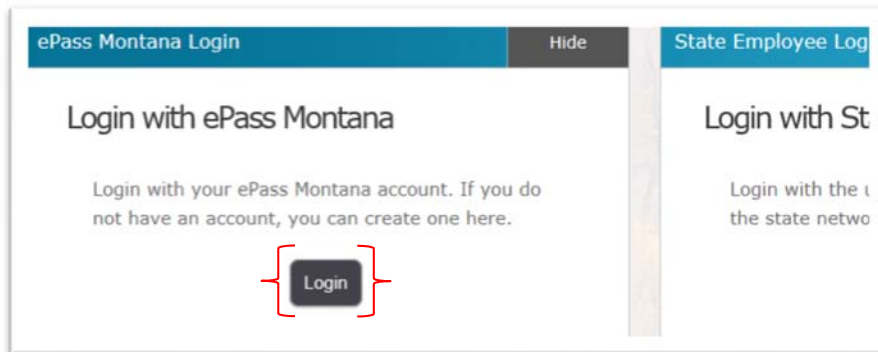 ePass Montana Login
Hide
Login with ePass Montana
Login with your ePass Montana account. If you do
not have an account, you can create one here.
Login
State Employee Log
Login with St
Login with the
the state netwo